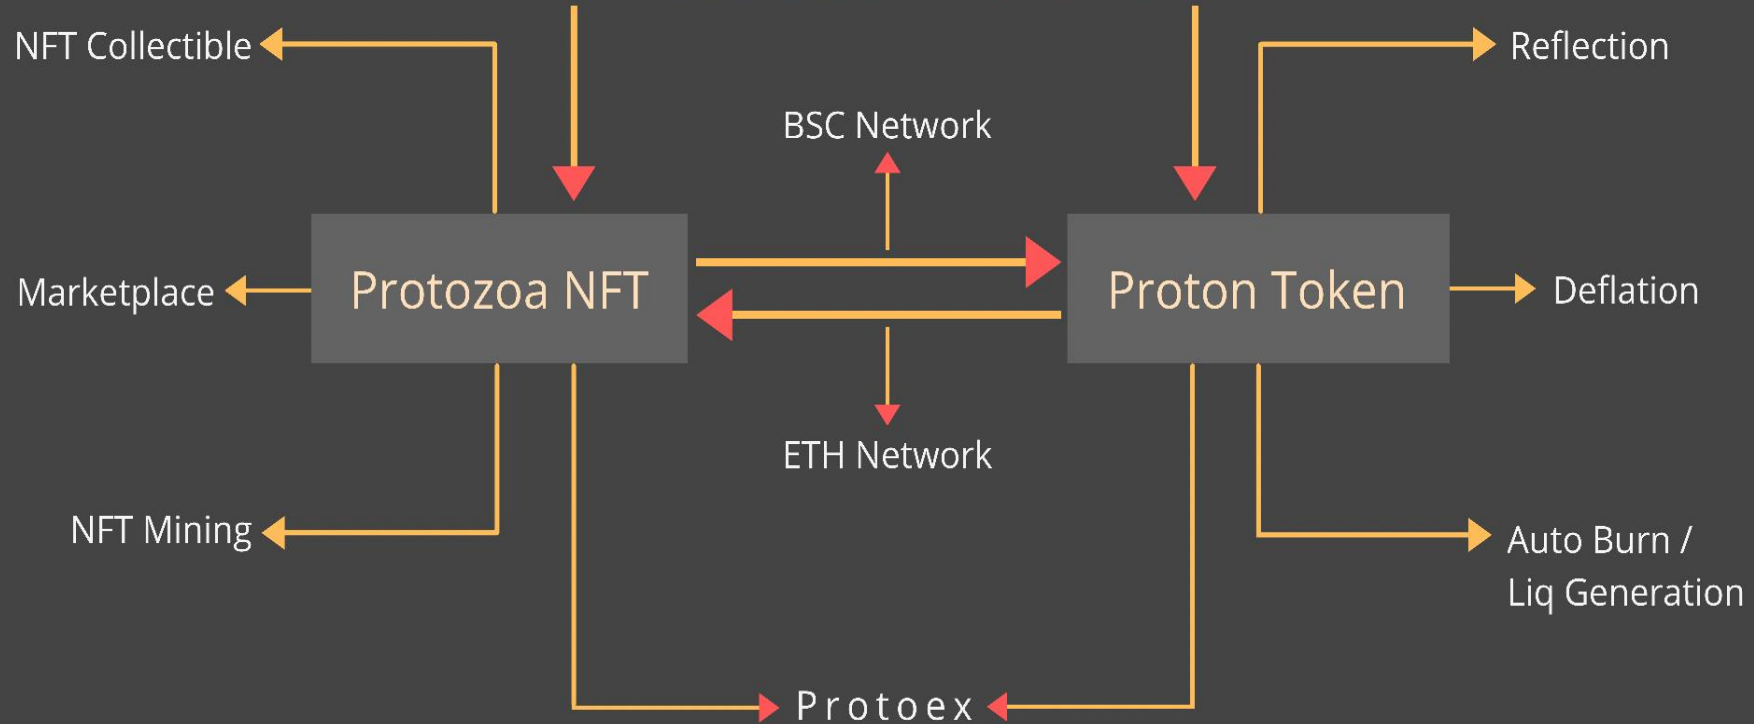 NFT Collectible
Reflection
BSC Network
Protozoa NFT
Proton Token
Marketplace
Deflation
ETH Network
NFT Mining
Auto Burn /
Liq Generation
Protoex